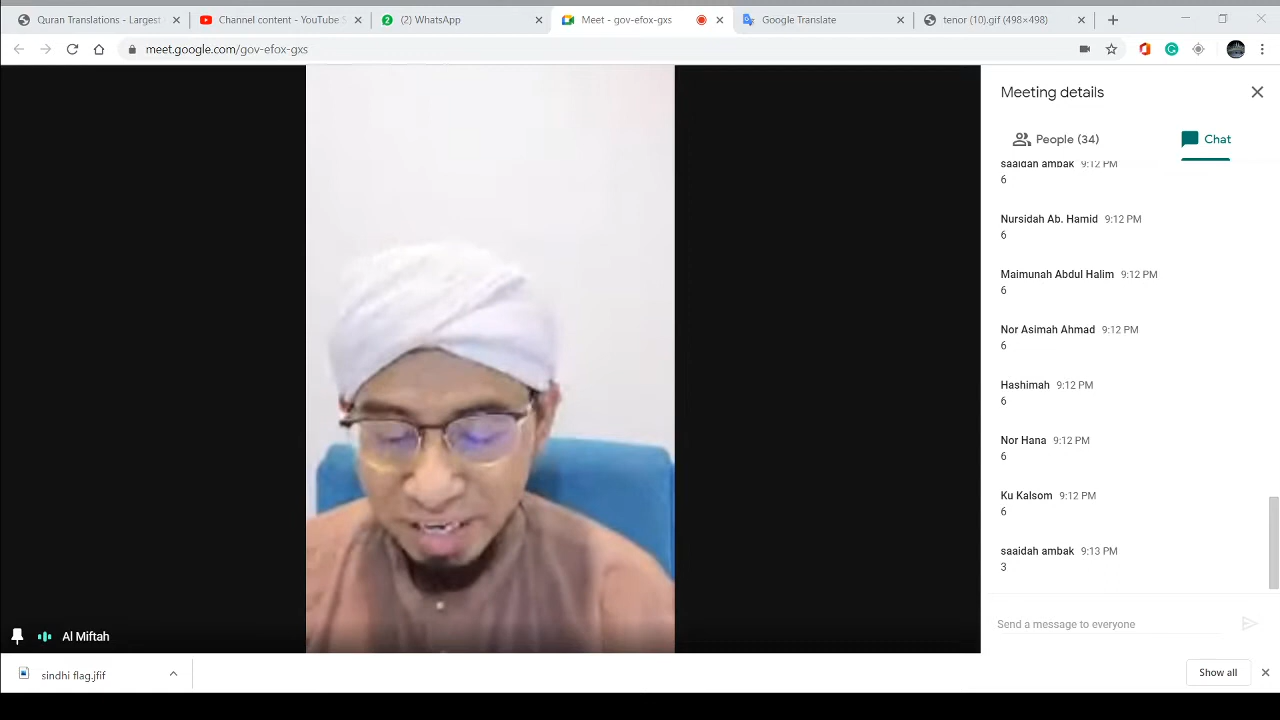 Quran Translations - Largest
Channel content - YouTube S
(2) WhatsApp
Meet - gov-efox-gxs
Google Translate
tenor (10).gif (498×498)
meet.google.com/gov-efox-gxs
Meeting details
People (34)
Chat
saaidah ambak 9:12 PM
6
Nursidah Ab. Hamid 9:12 PM
6
Maimunah Abdul Halim 9:12 PM
6
Nor Asimah Ahmad 9:12 PM
6
Hashimah 9:12 PM
6
Nor Hana 9:12 PM
6
Ku Kalsom 9:12 PM
6
saaidah ambak 9:13 PM
3
Send a message to everyone
Al Miftah
sindhi flag.jfif
Show all